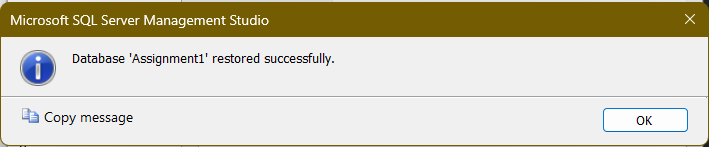 Microsoft SQL Server Management Studio
Database 'Assignment1' restored successfully.
Copy message
OK